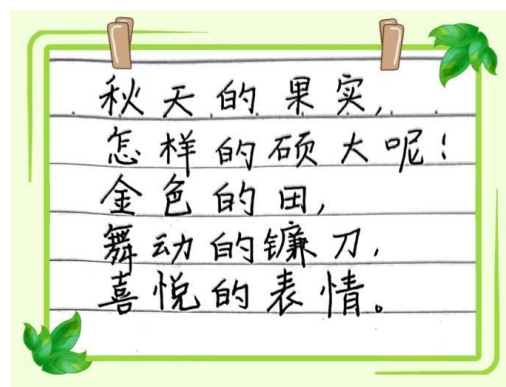 秋天的果实,
怎样的硕大呢!
金色的田,
舞动的镰刀,
喜悦的表情。